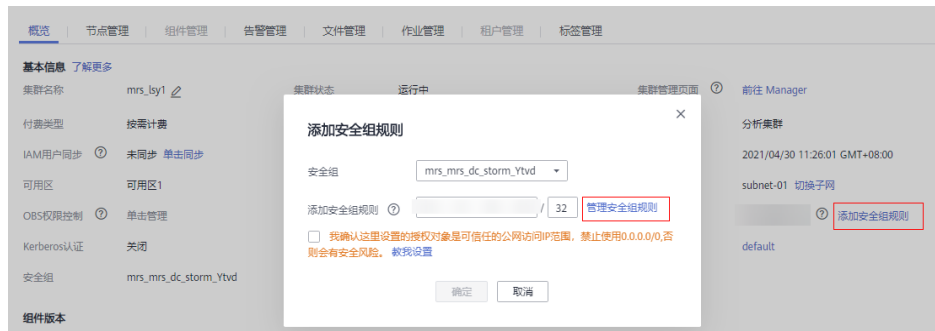 概览 节点管理 组件管理 告警管理 文件管理 作业管理 租户管理 标签管理
基本信息 了解更多
集群名称 mrs_lsy1 集群状态 运行中 集群管理页面 前往 Manager
付费类型 按需计费 分析集群
IAM用户同步 未同步 单击同步 2021/04/30 11:26:01 GMT+08:00
可用区 可用区1 subnet-01 切换子网
OBS权限控制 单击管理 添加安全组规则
Kerberos认证 关闭 default
安全组 mrs_mrs_dc_storm_Ytvd
组件版本
添加安全组规则
安全组 mrs_mrs_dc_storm_Ytvd
添加安全组规则 / 32 管理安全组规则
我确认这里设置的授权对象是可信任的公网访问IP范围，禁止使用0.0.0.0/0,否
则会有安全风险。 教我设置
确定 取消